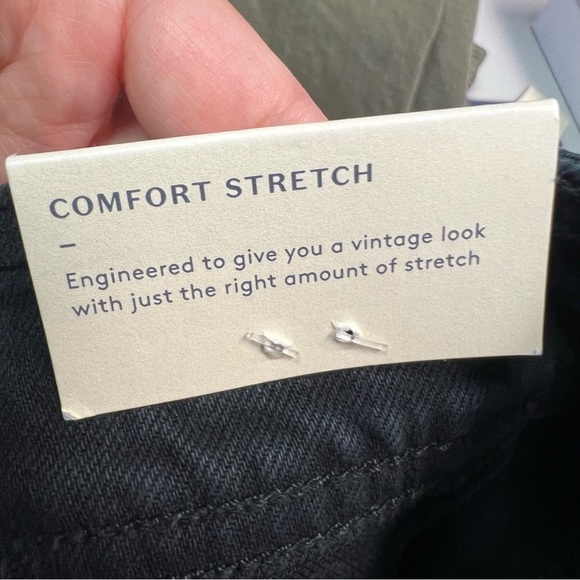 COMFORT STRETCH
–
Engineered to give you a vintage look
with just the right amount of stretch